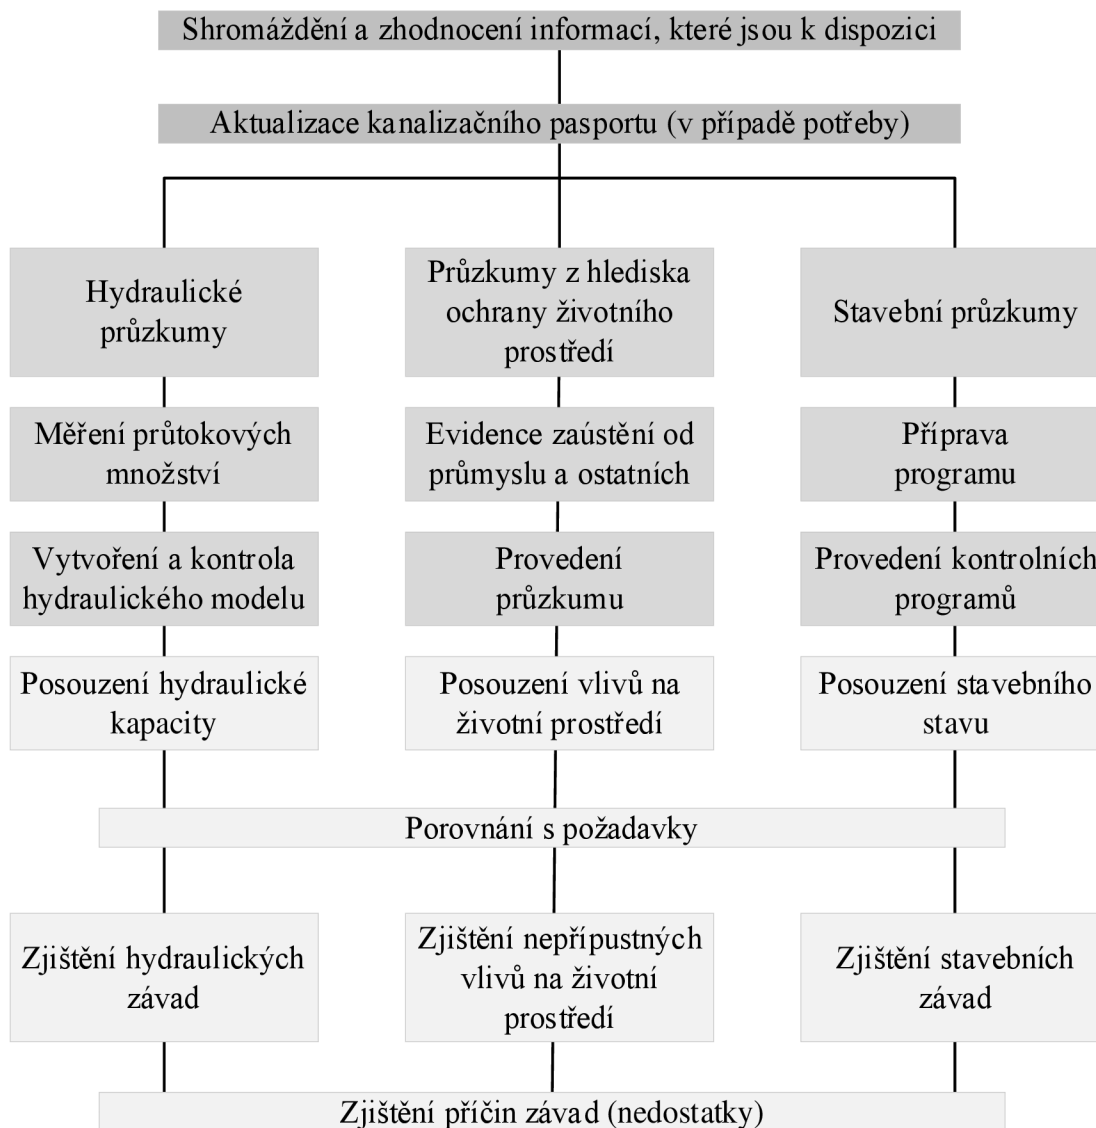 Shromáždění a zhodnocení informací, které jsou k dispozici
Aktualizace kanalizačního pasportu (v případě potřeby)
Hydraulické
průzkumy
Průzkumy z hlediska
ochrany životního
prostředí
Stavební průzkumy
Měření průtokových
množství
Evidence zaústění od
průmyslu a ostatních
Příprava
programu
Vytvoření a kontrola
hydraulického modelu
Provedení
průzkumu
Provedení kontrolních
programů
Posouzení hydraulické
kapacity
Posouzení vlivů na
životní prostředí
Posouzení stavebního
stavu
Porovnání s požadavky
Zjištění hydraulických
závad
Zjištění nepřípustných
vlivů na životní
prostředí
Zjištění stavebních
závad
Zjištění příčin závad (nedostatky)